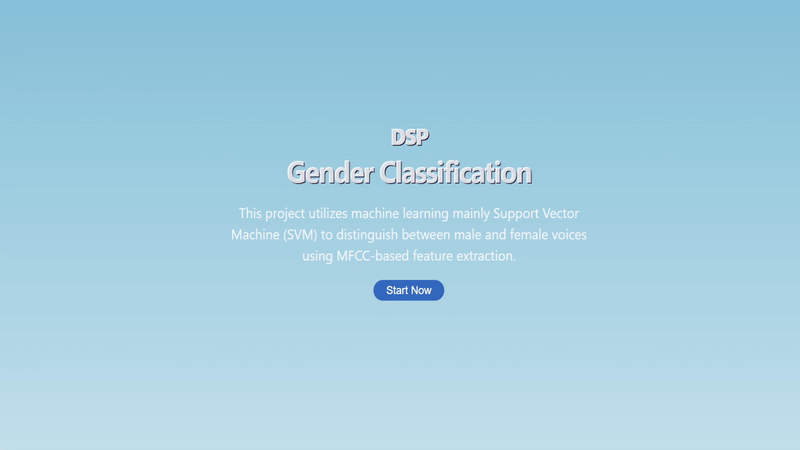 DSP
Gender Classification
This project utilizes machine learning mainly Support Vector
Machine (SVM) to distinguish between male and female voices
using MFCC-based feature extraction.
Start Now